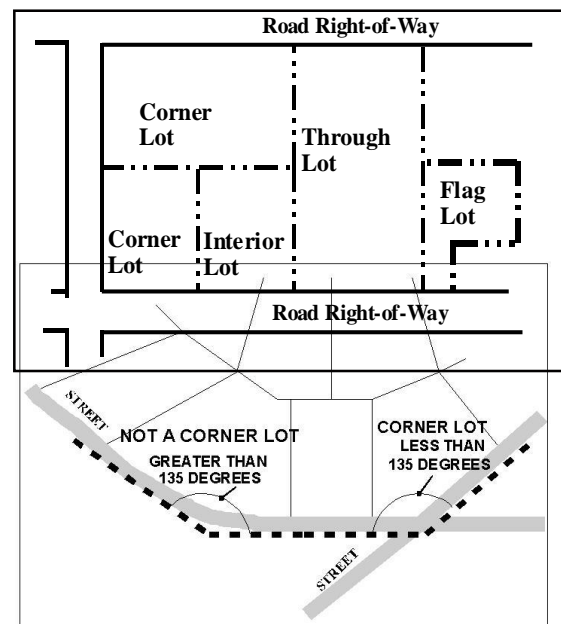 Road Right-of-Way
Corner
Lot
Through
Lot
Flag
Lot
Corner
Lot
Interior
Lot
Road Right-of-Way
STREET
NOT A CORNER LOT
GREATER THAN
135 DEGREES
CORNER LOT
LESS THAN
135 DEGREES
STREET